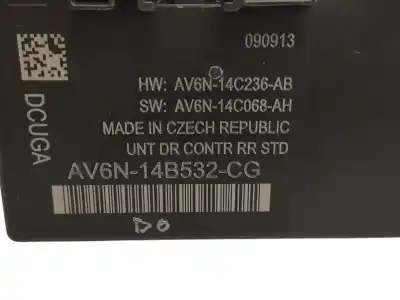 090913
HW: AV6N-14C236-AB
SW: AV6N-14C068-AH
MADE IN CZECH REPUBLIC
UNT DR CONTR RR STD
DCUGA
AV6N-14B532-CG